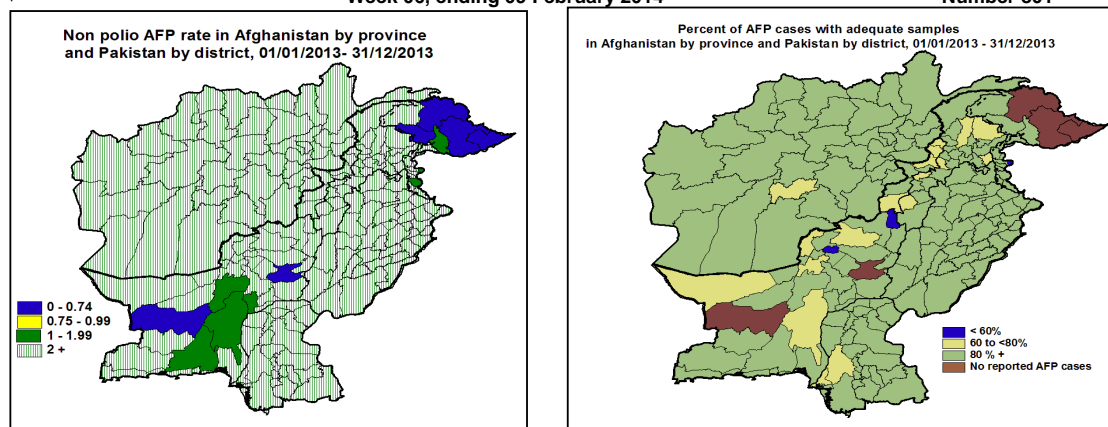 Non polio AFP rate in Afghanistan by province
and Pakistan by district, 01/01/2013- 31/12/2013
0 - 0.74
0.75 - 0.99
1 - 1.99
2 +
Percent of AFP cases with adequate samples
in Afghanistan by province and Pakistan by district, 01/01/2013 - 31/12/2013
< 60%
60 to <80%
80 % +
No reported AFP cases